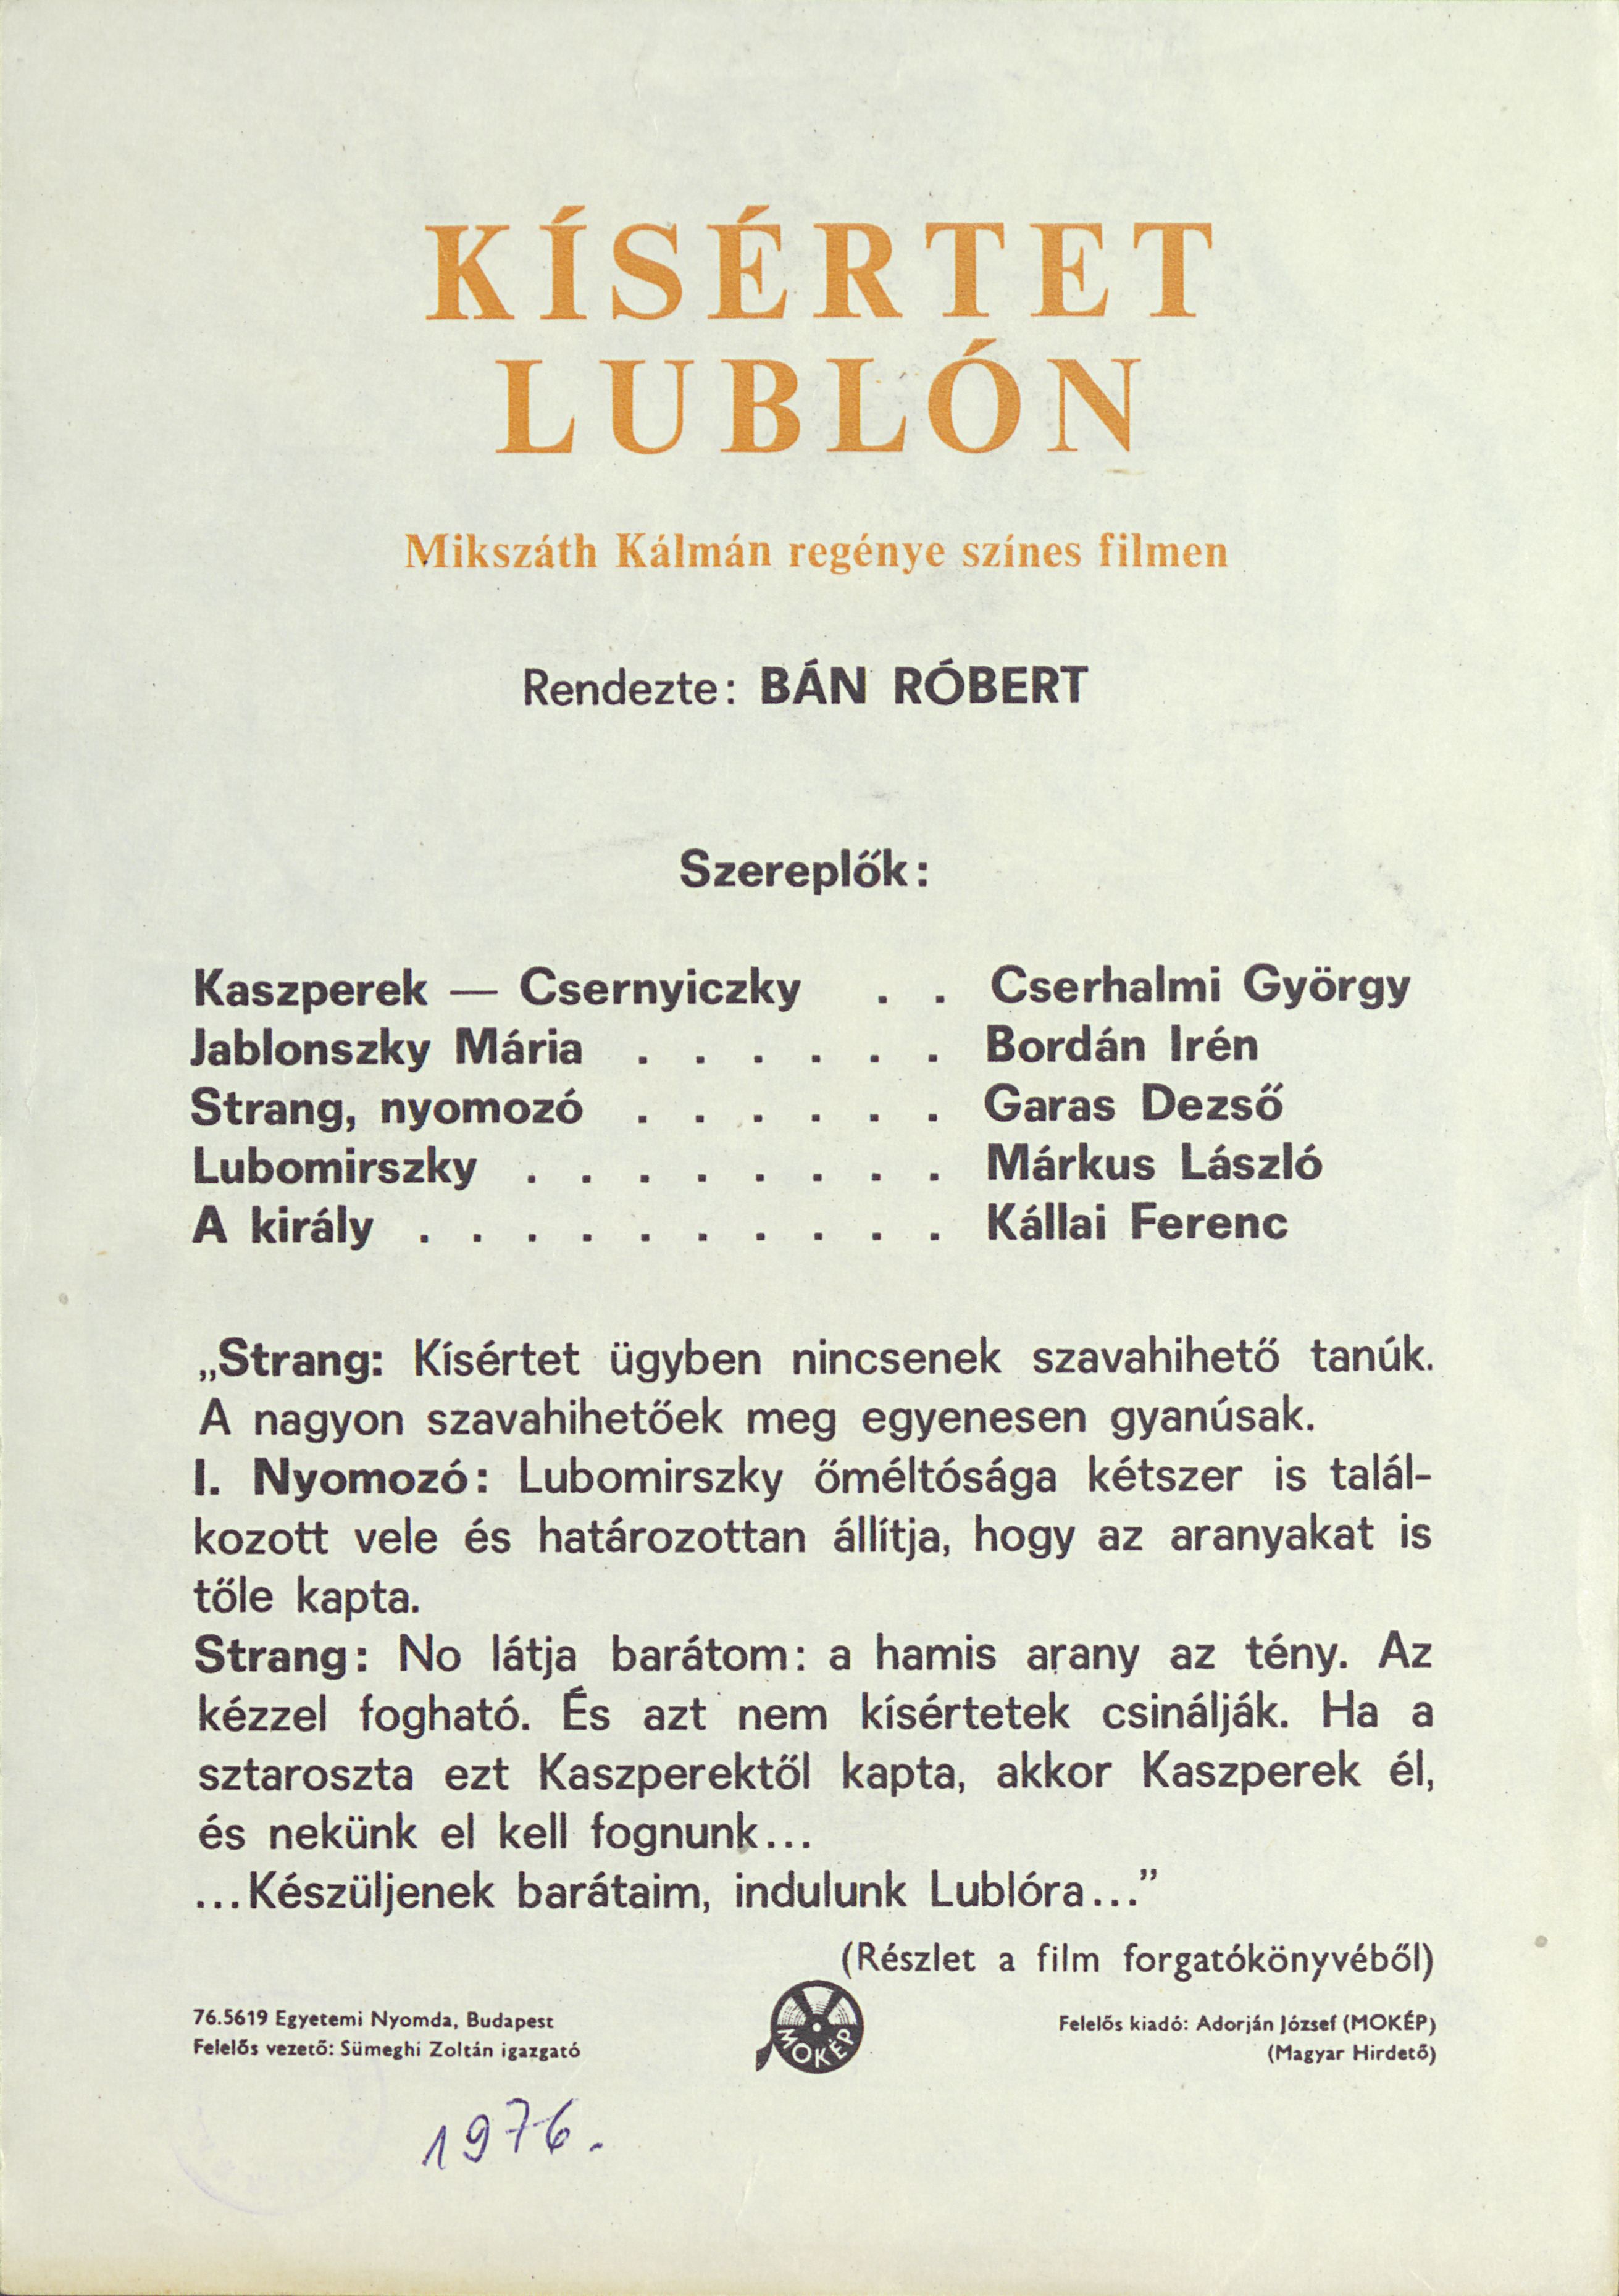 KÍSÉRTET
LUBLÓN
Mikszáth Kálmán regénye színes filmen
Rendezte: BÁN RÓBERT
Szereplők:
Kaszperek — Csernyiczky . . Cserhalmi György
Jablonszky Mária . . . . . . Bordán Irén
Strang, nyomozó . . . . . . Garas Dezső
Lubomirszky . . . . . . . . Márkus László
A király . . . . . . . . . . Kállai Ferenc
„Strang: Kísértet ügyben nincsenek szavahihető tanúk.
A nagyon szavahihetőek meg egyenesen gyanúsak.
I. Nyomozó: Lubomirszky őméltósága kétszer is talál-
kozott vele és határozottan állítja, hogy az aranyakat is
tőle kapta.
Strang: No látja barátom: a hamis arany az tény. Az
kézzel fogható. És azt nem kísértetek csinálják. Ha a
sztaroszta ezt Kaszperektől kapta, akkor Kaszperek él,
és nekünk el kell fognunk...
...Készüljenek barátaim, indulunk Lublóra..."
(Részlet a film forgatókönyvéből)
76.5619 Egyetemi Nyomda, Budapest
Felelős vezető: Sümeghi Zoltán igazgató
MOKÉP
Felelős kiadó: Adorján József (MOKÉP)
(Magyar Hirdető)
1976.